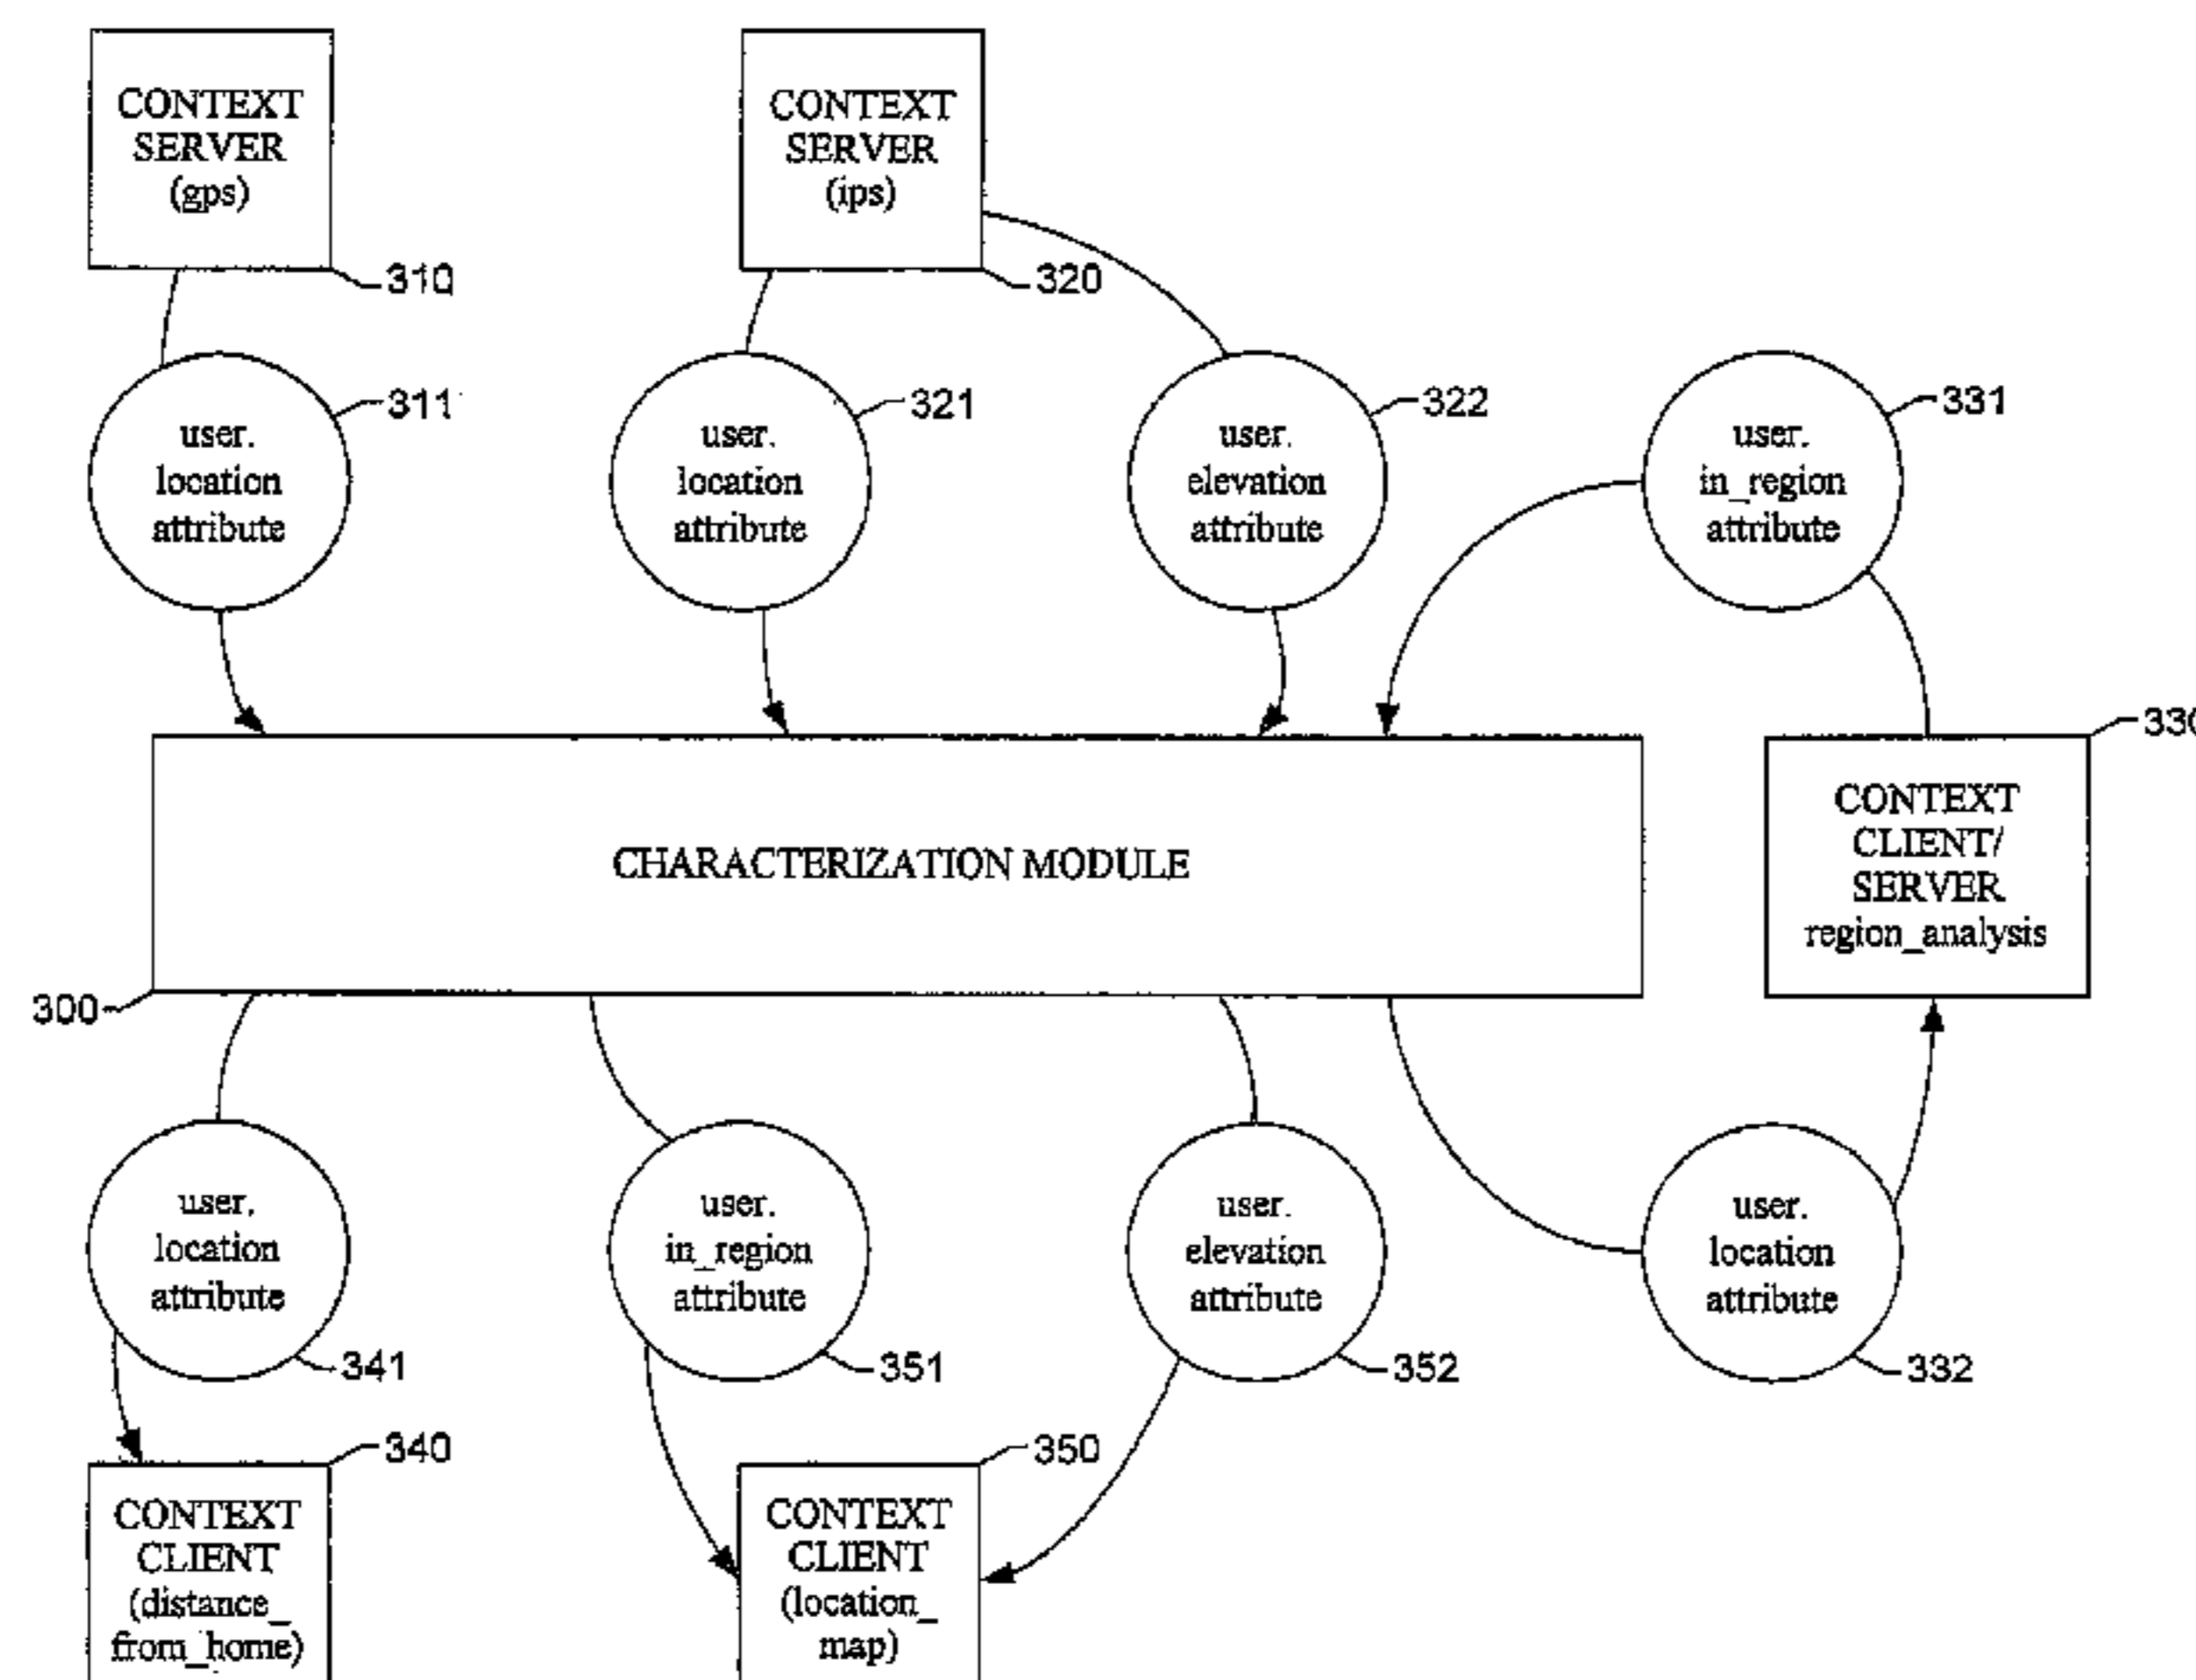 CONTEXT
SERVER
(gps)
310
CONTEXT
SERVER
(ips)
320
user.
location
attribute
311
user.
location
attribute
321
user.
elevation
attribute
322
user.
in_region
attribute
331
CHARACTERIZATION MODULE
300
CONTEXT
CLIENT/
SERVER
region_analysis
330
user.
location
attribute
341
user.
in_region
attribute
351
user.
elevation
attribute
352
user.
location
attribute
332
CONTEXT
CLIENT
(distance_
from_home)
340
CONTEXT
CLIENT
(location_
map)
350